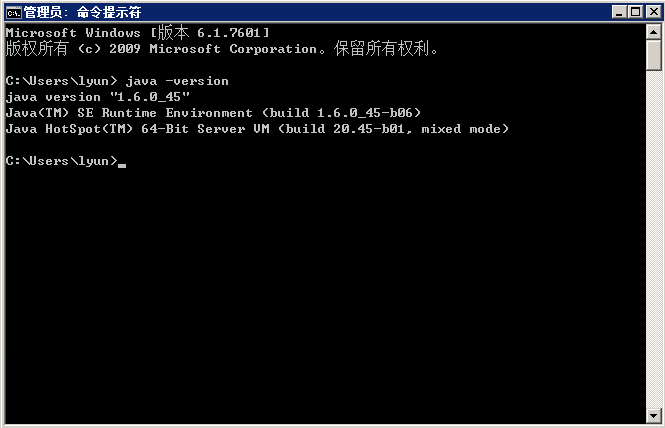 管理员: 命令提示符
Microsoft Windows [版本 6.1.7601]
版权所有 (c) 2009 Microsoft Corporation。保留所有权利。
C:\Users\lyun> java -version
java version "1.6.0_45"
Java(TM) SE Runtime Environment (build 1.6.0_45-b06)
Java HotSpot(TM) 64-Bit Server VM (build 20.45-b01, mixed mode)
C:\Users\lyun>